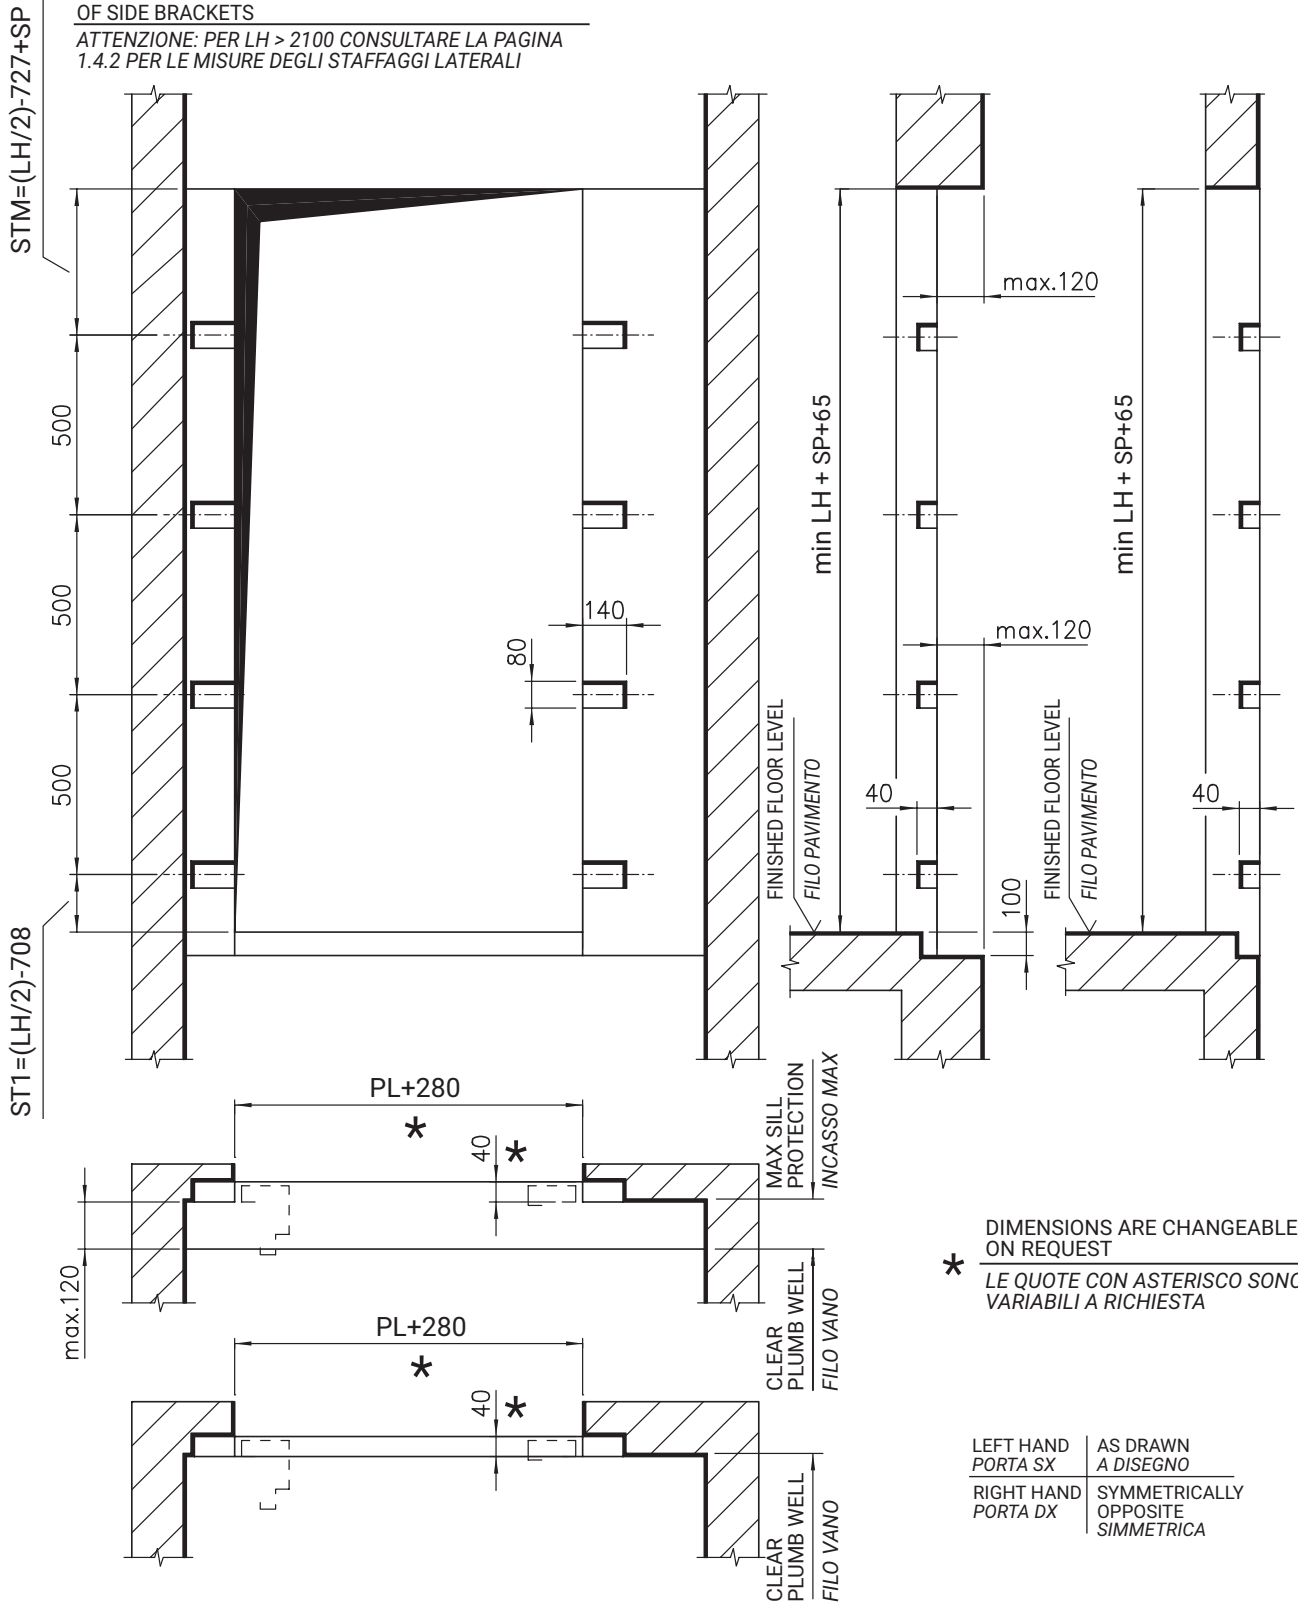 OF SIDE BRACKETS
ATTENZIONE: PER LH > 2100 CONSULTARE LA PAGINA
1.4.2 PER LE MISURE DEGLI STAFFAGGI LATERALI
STM=(LH/2)-727+SP
500
500
500
ST1=(LH/2)-708
140
80
min LH + SP+65
max.120
max.120
40
100
FINISHED FLOOR LEVEL
FILO PAVIMENTO
min LH + SP+65
40
FINISHED FLOOR LEVEL
FILO PAVIMENTO
PL+280
*
40 *
max.120
MAX SILL
PROTECTION
INCASSO MAX
CLEAR
PLUMB WELL
FILO VANO
PL+280
*
40 *
CLEAR
PLUMB WELL
FILO VANO
DIMENSIONS ARE CHANGEABLE
ON REQUEST
*
LE QUOTE CON ASTERISCO SONO
VARIABILI A RICHIESTA
LEFT HAND AS DRAWN
PORTA SX A DISEGNO
RIGHT HAND SYMMETRICALLY
PORTA DX OPPOSITE
SIMMETRICA